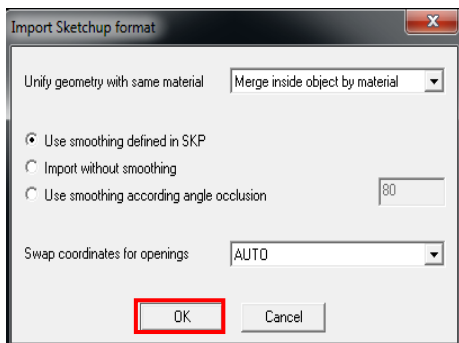 Import Sketchup format
Unify geometry with same material Merge inside object by material
Use smoothing defined in SKP
Import without smoothing
Use smoothing according angle occlusion 80
Swap coordinates for openings AUTO
OK Cancel